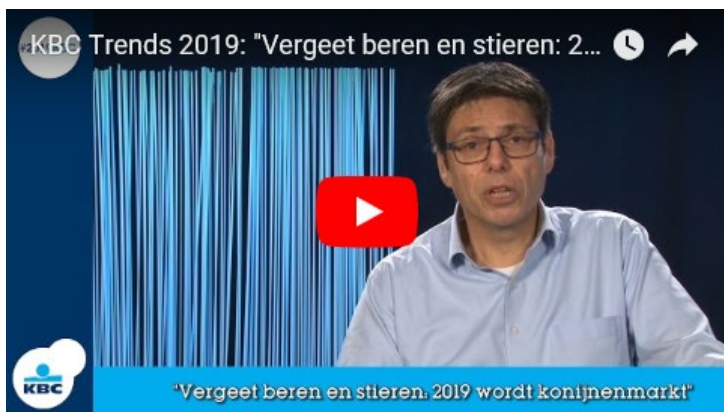 KBC Trends 2019: "Vergeet beren en stieren: 2...
KBC
"Vergeet beren en stieren: 2019 wordt konijnenmarkt"